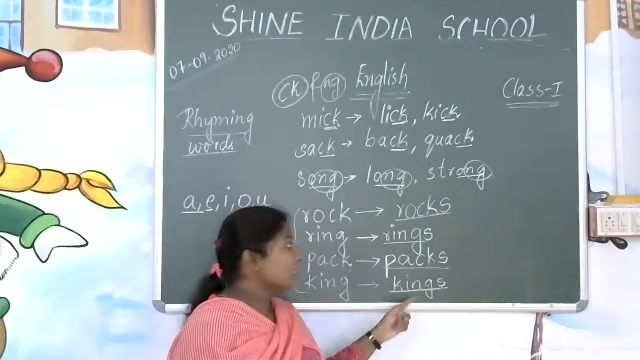 SHINE INDIA SCHOOL
07-09-2020
ck f ng English
Class-I
Rhyming
words
mick → lick, kick
sack → back, quack
song → long, strong
a, e, i, o, u
rock → rocks
ring → rings
pack → packs
king → kings